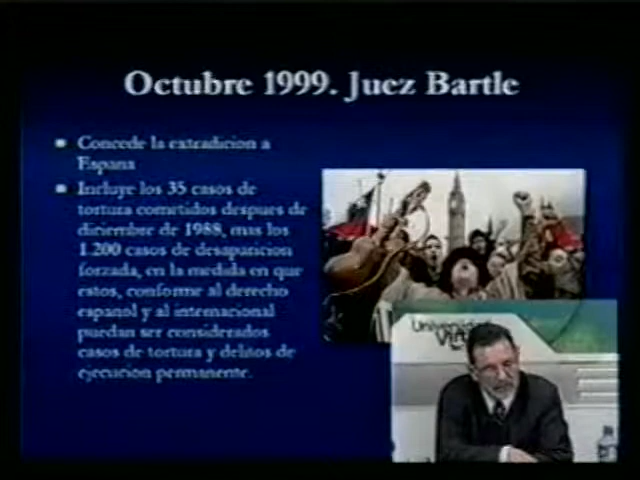 Octubre 1999. Juez Bartle
Concede la extradicion a
Espana
Incluye los 35 casos de
tortura cometidos despues de
diciembre de 1988, mas los
1.200 casos de desaparicion
forzada, en la medida en que
estos, conforme al derecho
español y al internacional
puedan ser considerados
casos de tortura y delitos de
ejecucion permanente.
Universidad